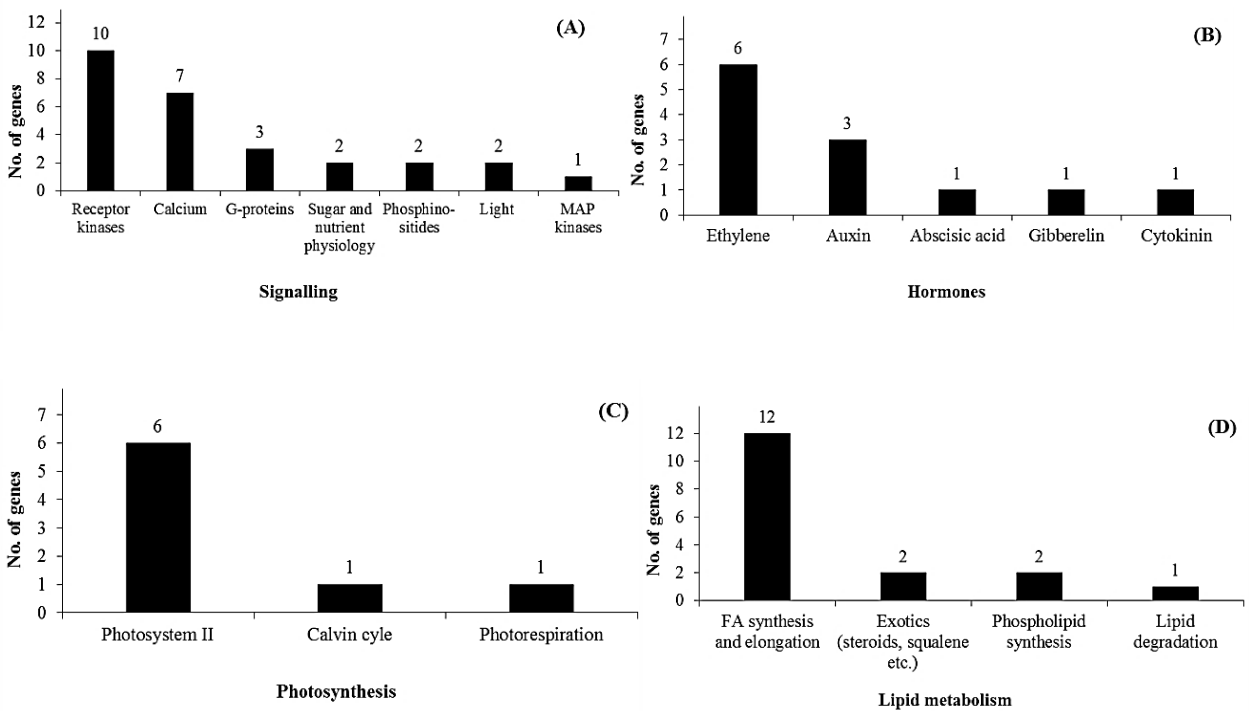 (A)
No. of genes
12
10
8
6
4
2
0
10
7
3
2
2
2
1
Receptor
kinases
Calcium
G-proteins
Sugar and
nutrient
physiology
Phosphino-
sitides
Light
MAP
kinases
Signalling
(B)
No. of genes
7
6
5
4
3
2
1
0
6
3
1
1
1
Ethylene
Auxin
Abscisic acid
Gibberelin
Cytokinin
Hormones
(C)
No. of genes
7
6
5
4
3
2
1
0
6
1
1
Photosystem II
Calvin cyle
Photorespiration
Photosynthesis
(D)
No. of genes
12
10
8
6
4
2
0
12
2
2
1
FA synthesis
and elongation
Exotics
(steroids, squalene
etc.)
Phospholipid
synthesis
Lipid
degradation
Lipid metabolism